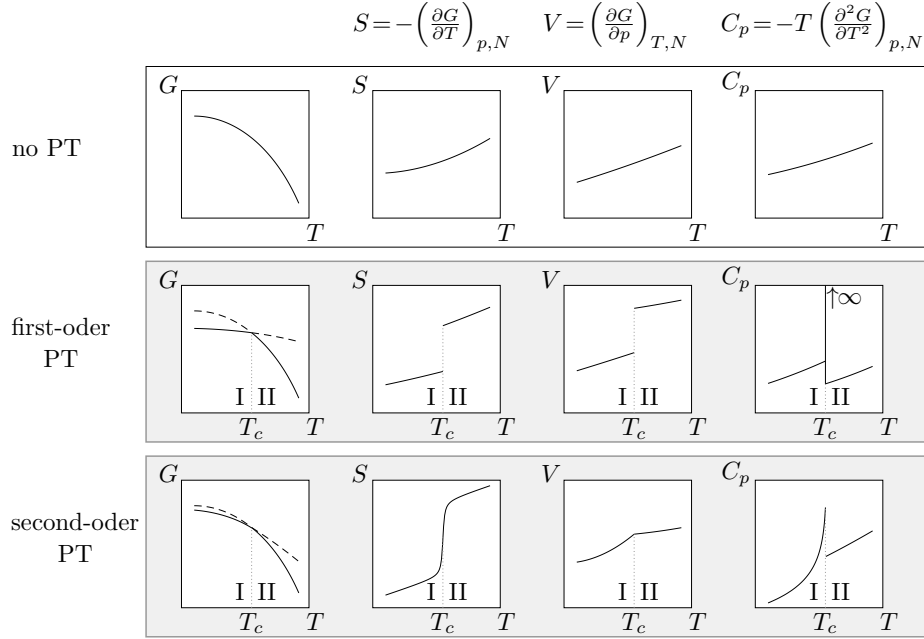 S = −(∂G/∂T)_{p,N} V = (∂G/∂p)_{T,N} C_p = −T (∂²G/∂T²)_{p,N}
no PT
G
T
S
T
V
T
C_p
T
first-oder
PT
G
I II
T_c T
S
I II
T_c T
V
I II
T_c T
C_p
↑∞
I II
T_c T
second-oder
PT
G
I II
T_c T
S
I II
T_c T
V
I II
T_c T
C_p
I II
T_c T